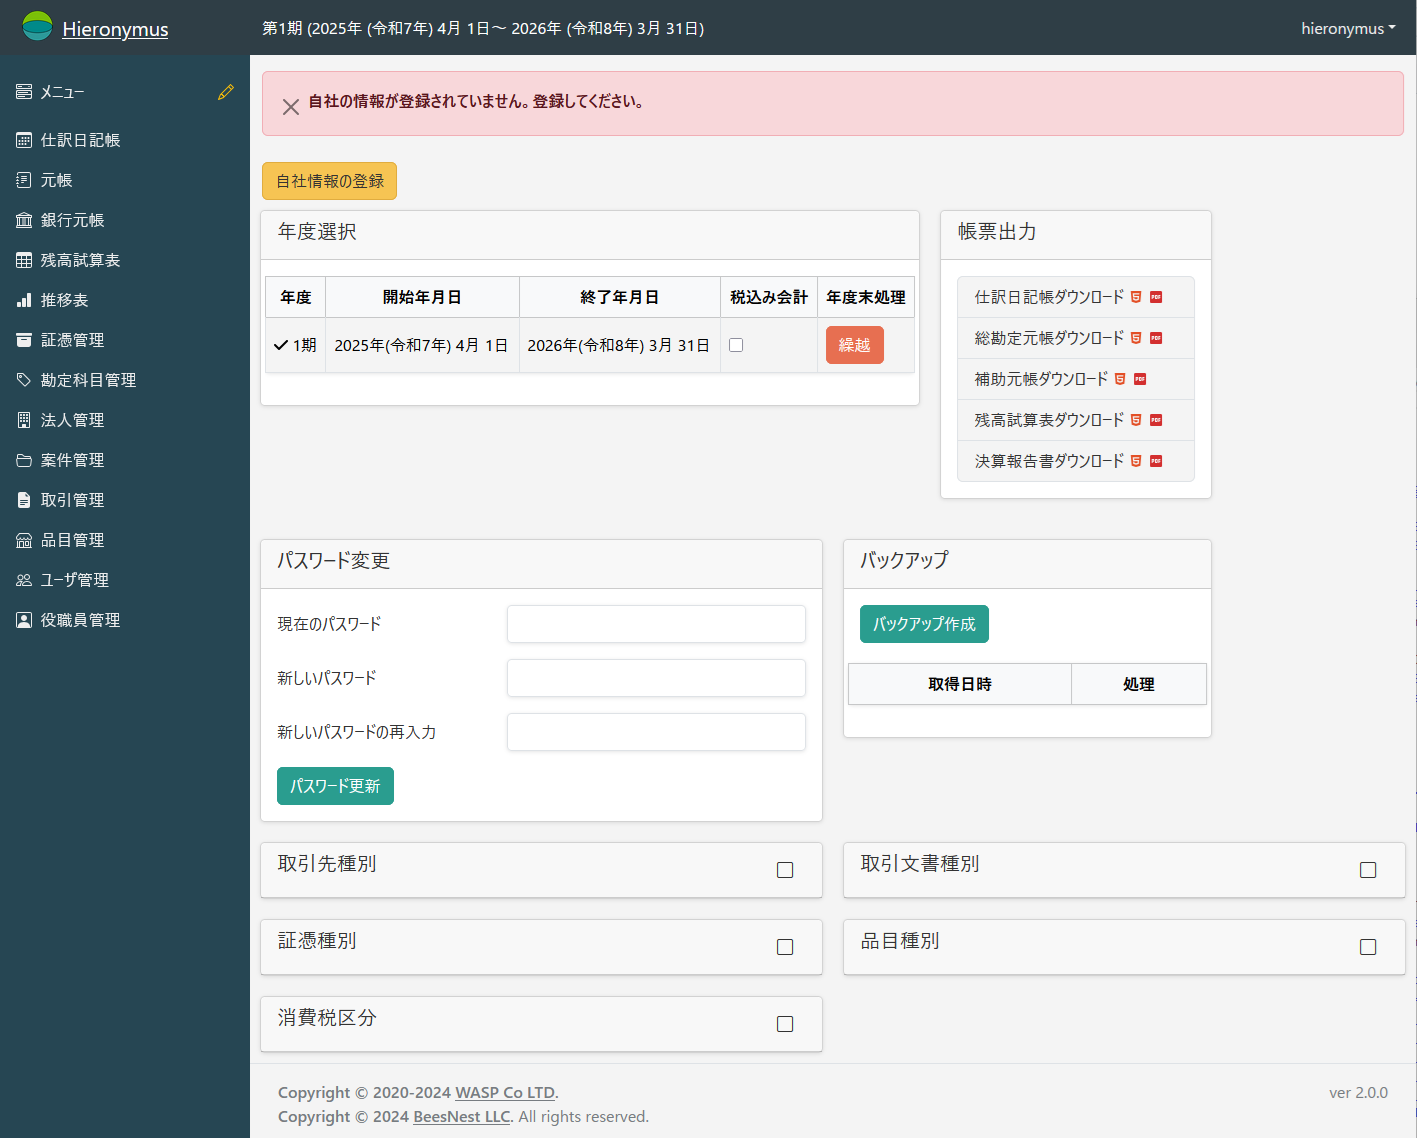 Hieronymus
第1期 (2025年 (令和7年) 4月 1日～ 2026年 (令和8年) 3月 31日)
hieronymus
メニュー
仕訳日記帳
元帳
銀行元帳
残高試算表
推移表
証憑管理
勘定科目管理
法人管理
案件管理
取引管理
品目管理
ユーザ管理
役職員管理
自社の情報が登録されていません。登録してください。
自社情報の登録
年度選択
年度 開始年月日 終了年月日 税込み会計 年度末処理
1期 2025年(令和7年) 4月 1日 2026年(令和8年) 3月 31日 繰越
帳票出力
仕訳日記帳ダウンロード
総勘定元帳ダウンロード
補助元帳ダウンロード
残高試算表ダウンロード
決算報告書ダウンロード
パスワード変更
現在のパスワード
新しいパスワード
新しいパスワードの再入力
パスワード更新
バックアップ
バックアップ作成
取得日時 処理
取引先種別
取引文書種別
証憑種別
品目種別
消費税区分
Copyright © 2020-2024 WASP Co LTD.
Copyright © 2024 BeesNest LLC. All rights reserved.
ver 2.0.0